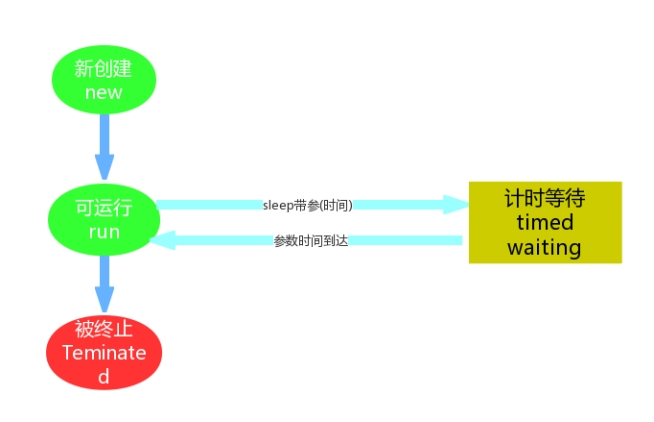 新创建
new
可运行
run
sleep带参(时间)
参数时间到达
计时等待
timed
waiting
被终止
Teminate
d